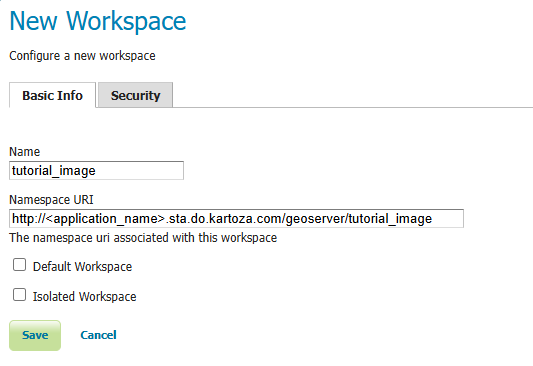 New Workspace
Configure a new workspace
Basic Info
Security
Name
tutorial_image
Namespace URI
http://<application_name>.sta.do.kartoza.com/geoserver/tutorial_image
The namespace uri associated with this workspace
Default Workspace
Isolated Workspace
Save
Cancel